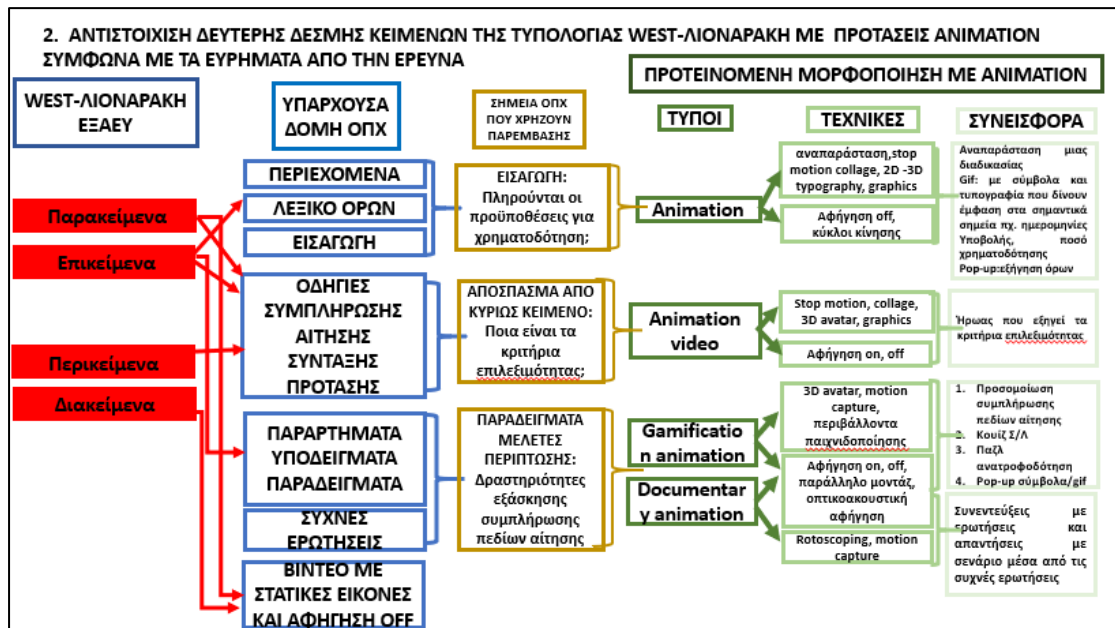 2. ΑΝΤΙΣΤΟΙΧΙΣΗ ΔΕΥΤΕΡΗΣ ΔΕΣΜΗΣ ΚΕΙΜΕΝΩΝ ΤΗΣ ΤΥΠΟΛΟΓΙΑΣ WEST-ΛΙΟΝΑΡΑΚΗ ΜΕ ΠΡΟΤΑΣΕΙΣ ANIMATION
ΣΥΜΦΩΝΑ ΜΕ ΤΑ ΕΥΡΗΜΑΤΑ ΑΠΟ ΤΗΝ ΕΡΕΥΝΑ
WEST-ΛΙΟΝΑΡΑΚΗ
ΕΞΑΕΥ
Παρακείμενα
Επικείμενα
Περικείμενα
Διακείμενα
ΥΠΑΡΧΟΥΣΑ
ΔΟΜΗ ΟΠΧ
ΠΕΡΙΕΧΟΜΕΝΑ
ΛΕΞΙΚΟ ΟΡΩΝ
ΕΙΣΑΓΩΓΗ
ΟΔΗΓΙΕΣ
ΣΥΜΠΛΗΡΩΣΗΣ
ΑΙΤΗΣΗΣ
ΣΥΝΤΑΞΗΣ
ΠΡΟΤΑΣΗΣ
ΠΑΡΑΡΤΗΜΑΤΑ
ΥΠΟΔΕΙΓΜΑΤΑ
ΠΑΡΑΔΕΙΓΜΑΤΑ
ΣΥΧΝΕΣ
ΕΡΩΤΗΣΕΙΣ
ΒΙΝΤΕΟ ΜΕ
ΣΤΑΤΙΚΕΣ ΕΙΚΟΝΕΣ
ΚΑΙ ΑΦΗΓΗΣΗ OFF
ΣΗΜΕΙΑ ΟΠΧ
ΠΟΥ ΧΡΗΖΟΥΝ
ΠΑΡΕΜΒΑΣΗΣ
ΕΙΣΑΓΩΓΗ:
Πληρούνται οι
προϋποθέσεις για
χρηματοδότηση;
ΑΠΟΣΠΑΣΜΑ ΑΠΟ
ΚΥΡΙΩΣ ΚΕΙΜΕΝΟ:
Ποια είναι τα
κριτήρια
επιλεξιμότητας;
ΠΑΡΑΔΕΙΓΜΑΤΑ
ΜΕΛΕΤΕΣ
ΠΕΡΙΠΤΩΣΗΣ:
Δραστηριότητες
εξάσκησης
συμπλήρωσης
πεδίων αίτησης
ΠΡΟΤΕΙΝΟΜΕΝΗ ΜΟΡΦΟΠΟΙΗΣΗ ΜΕ ANIMATION
ΤΥΠΟΙ
Animation
Animation
video
Gamificatio
n animation
Documentar
y animation
ΤΕΧΝΙΚΕΣ
αναπαράσταση,stop
motion collage, 2D -3D
typography, graphics
Αφήγηση off,
κύκλοι κίνησης
Stop motion, collage,
3D avatar, graphics
Αφήγηση on, off
3D avatar, motion
capture,
περιβάλλοντα
παιχνιδοποίησης
Αφήγηση on, off,
παράλληλο μοντάζ,
οπτικοακουστική
αφήγηση
Rotoscoping, motion
capture
ΣΥΝΕΙΣΦΟΡΑ
Αναπαράσταση μιας
διαδικασίας
Gif: με σύμβολα και
τυπογραφία που δίνουν
έμφαση στα σημαντικά
σημεία πχ. ημερομηνίες
Υποβολής, ποσό
χρηματοδότησης
Pop-up:εξήγηση όρων
Ήρωας που εξηγεί τα
κριτήρια επιλεξιμότητας
1. Προσομοίωση
συμπλήρωσης
πεδίων αίτησης
2. Κουίζ Σ/Λ
3. Παζλ
ανατροφοδότηση
4. Pop-up σύμβολα/gif
Συνεντεύξεις με
ερωτήσεις και
απαντήσεις με
σενάριο μέσα από τις
συχνές ερωτήσεις